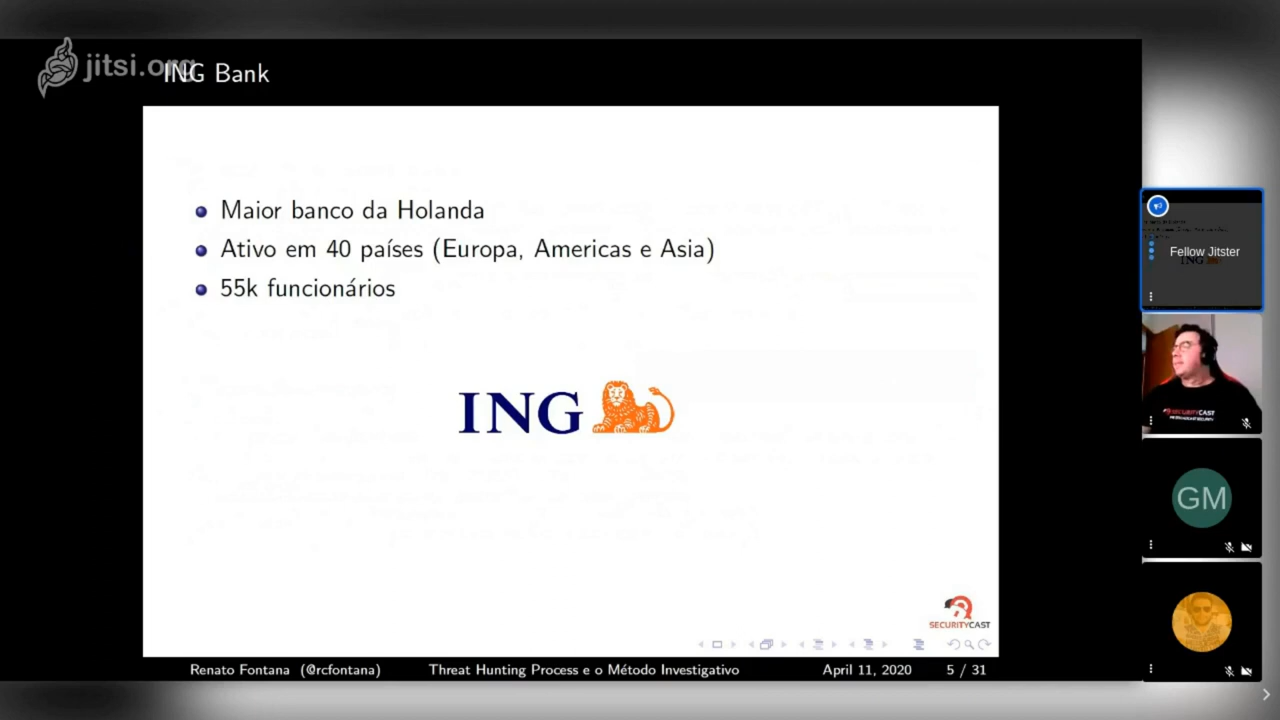 jitsi.org
ING Bank
Maior banco da Holanda
Ativo em 40 países (Europa, Americas e Asia)
55k funcionários
ING
SECURITYCAST
Renato Fontana (@rcfontana)
Threat Hunting Process e o Método Investigativo
April 11, 2020
5 / 31
Fellow Jitster
SECURITYCAST
GM